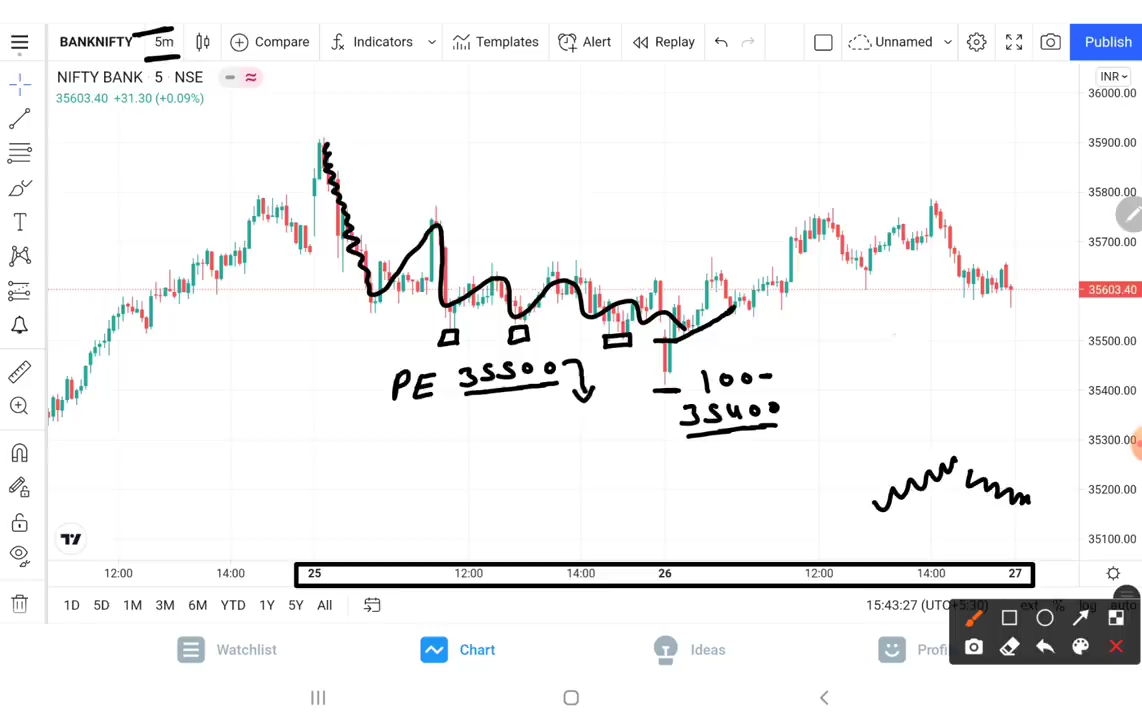 BANKNIFTY 5m Compare Indicators Templates Alert Replay Unnamed Publish
NIFTY BANK · 5 · NSE
INR
35603.40 +31.30 (+0.09%)
36000.00
35900.00
35800.00
35700.00
35603.40
35500.00
35400.00
35300.00
35200.00
35100.00
PE 35500
100-
35400
12:00 14:00 25 12:00 14:00 26 12:00 14:00 27
1D 5D 1M 3M 6M YTD 1Y 5Y All 15:43:27 (UTC+5:30) ext % log auto
Watchlist Chart Ideas Profi